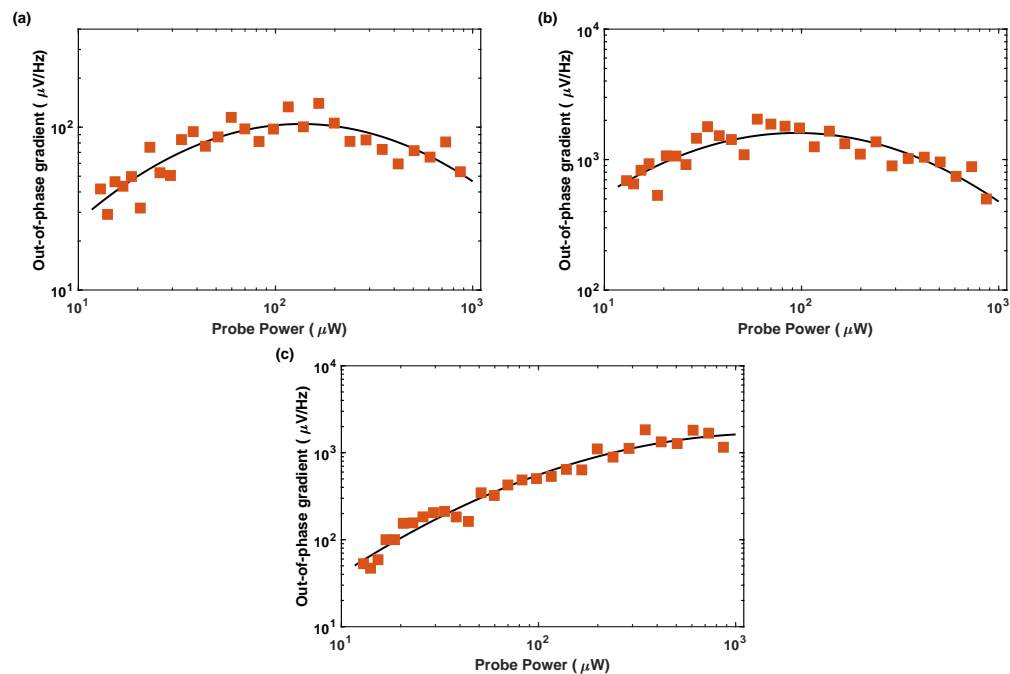 (a)
Out-of-phase gradient ( μV/Hz)
10²
10¹
10¹ 10² 10³
Probe Power ( μW)
(b)
Out-of-phase gradient ( μV/Hz)
10⁴
10³
10²
10¹ 10² 10³
Probe Power ( μW)
(c)
Out-of-phase gradient ( μV/Hz)
10⁴
10³
10²
10¹
10¹ 10² 10³
Probe Power ( μW)